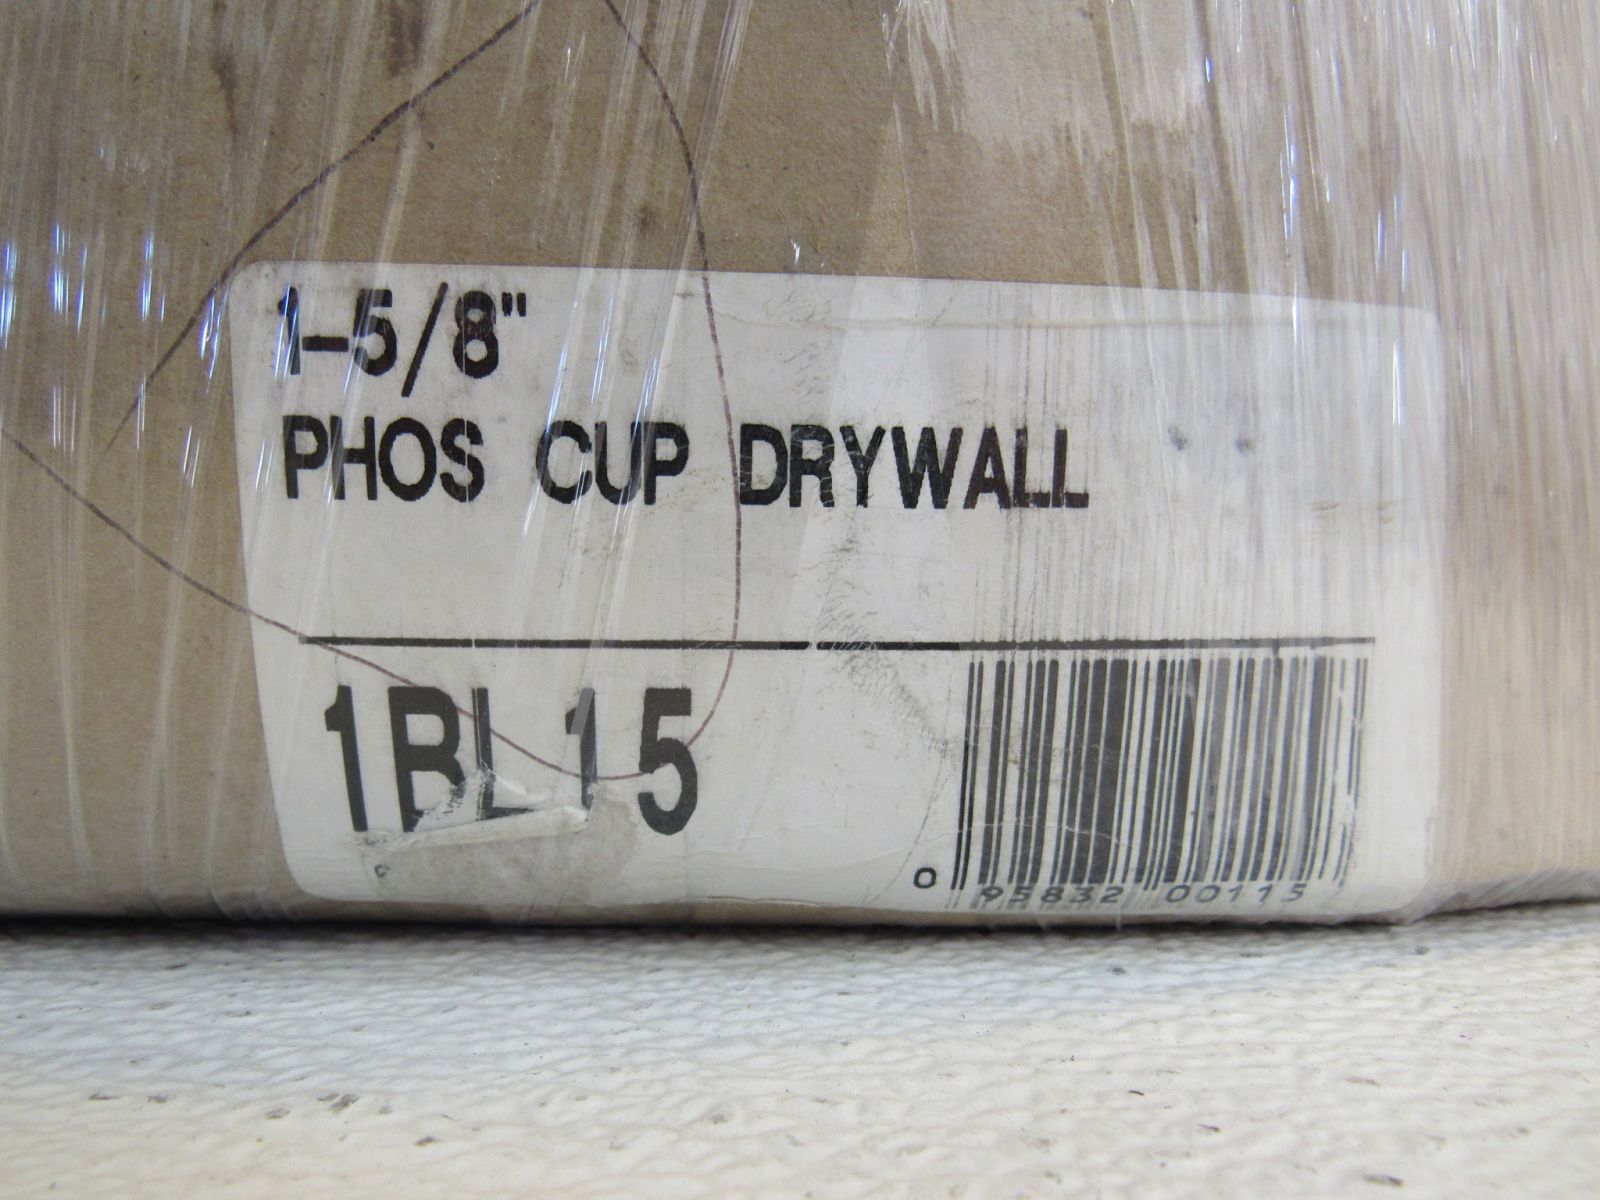 1-5/8"
PHOS CUP DRYWALL
1BL15
0 95832 00115